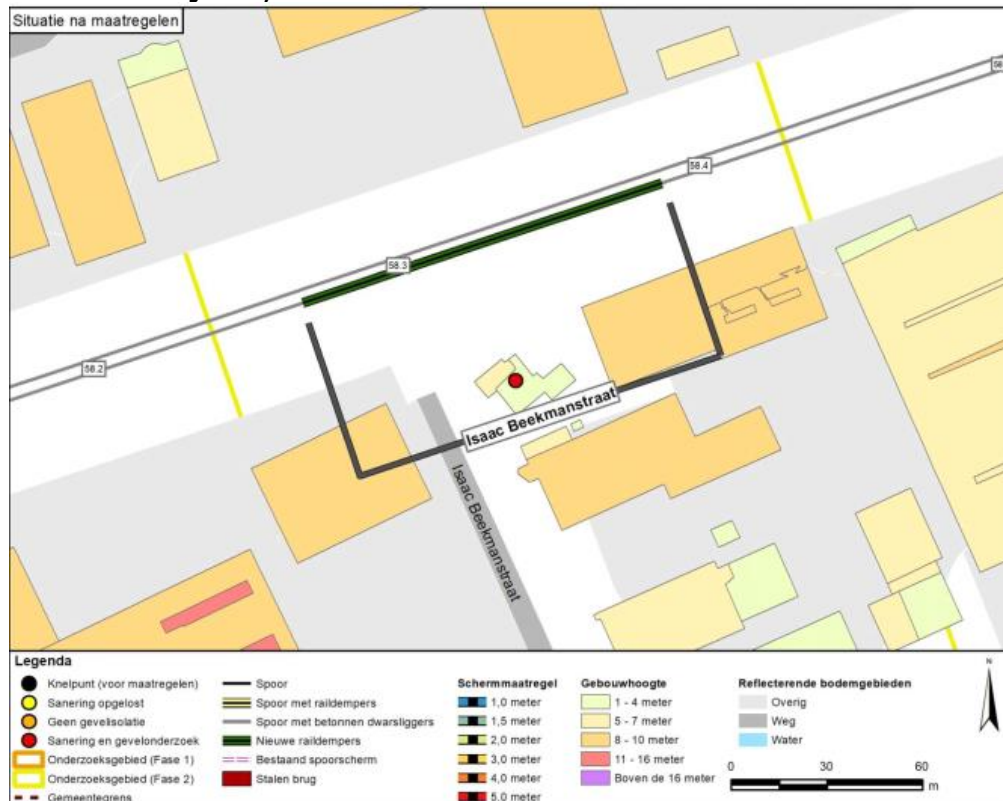 Situatie na maatregelen
58.4
58.3
58.2
Isaac Beekmanstraat
Isaac Beekmanstraat
Legenda
Knelpunt (voor maatregelen)
Sanering opgelost
Geen gevelisolatie
Sanering en gevelonderzoek
Onderzoeksgebied (Fase 1)
Onderzoeksgebied (Fase 2)
Gemeentegrens
Spoor
Spoor met raildempers
Spoor met betonnen dwarsliggers
Nieuwe raildempers
Bestaand spoorscherm
Stalen brug
Schermmaatregel
1,0 meter
1,5 meter
2,0 meter
3,0 meter
4,0 meter
5,0 meter
Gebouwhoogte
1 - 4 meter
5 - 7 meter
8 - 10 meter
11 - 16 meter
Boven de 16 meter
Reflecterende bodemgebieden
Overig
Weg
Water
N
0 30 60
m